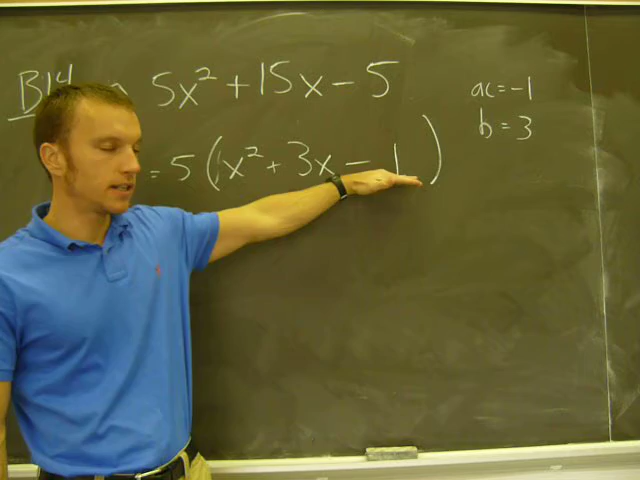 B14 5x² + 15x - 5
= 5 (x² + 3x - 1)
ac = -1
b = 3